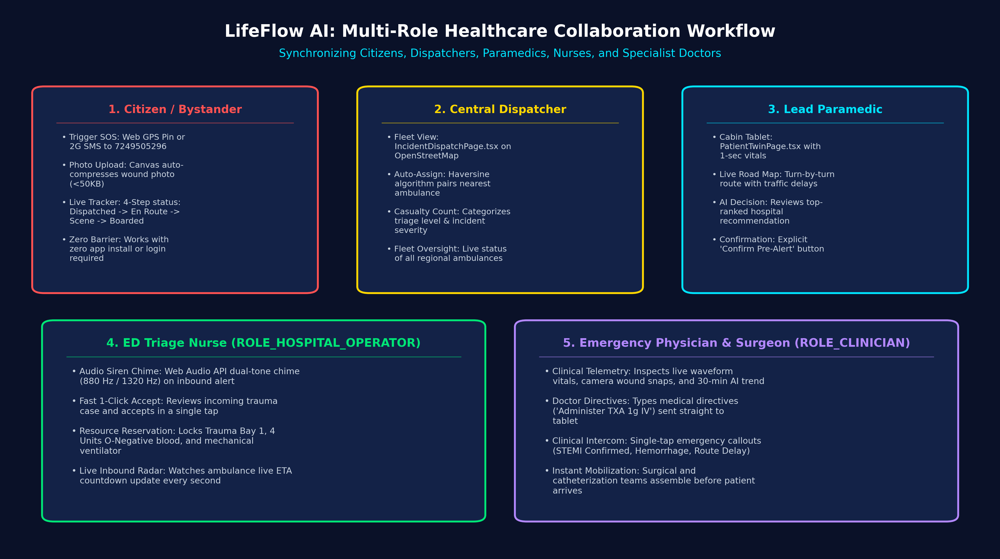 LifeFlow AI: Multi-Role Healthcare Collaboration Workflow
Synchronizing Citizens, Dispatchers, Paramedics, Nurses, and Specialist Doctors
1. Citizen / Bystander
• Trigger SOS: Web GPS Pin or
2G SMS to 7249505296
• Photo Upload: Canvas auto-
compresses wound photo
(<50KB)
• Live Tracker: 4-Step status:
Dispatched -> En Route ->
Scene -> Boarded
• Zero Barrier: Works with
zero app install or login
required
2. Central Dispatcher
• Fleet View:
IncidentDispatchPage.tsx on
OpenStreetMap
• Auto-Assign: Haversine
algorithm pairs nearest
ambulance
• Casualty Count: Categorizes
triage level & incident
severity
• Fleet Oversight: Live status
of all regional ambulances
3. Lead Paramedic
• Cabin Tablet:
PatientTwinPage.tsx with
1-sec vitals
• Live Road Map: Turn-by-turn
route with traffic delays
• AI Decision: Reviews top-
ranked hospital
recommendation
• Confirmation: Explicit
'Confirm Pre-Alert' button
4. ED Triage Nurse (ROLE_HOSPITAL_OPERATOR)
• Audio Siren Chime: Web Audio API dual-tone chime
(880 Hz / 1320 Hz) on inbound alert
• Fast 1-Click Accept: Reviews incoming trauma
case and accepts in a single tap
• Resource Reservation: Locks Trauma Bay 1, 4
Units O-Negative blood, and mechanical
ventilator
• Live Inbound Radar: Watches ambulance live ETA
countdown update every second
5. Emergency Physician & Surgeon (ROLE_CLINICIAN)
• Clinical Telemetry: Inspects live waveform
vitals, camera wound snaps, and 30-min AI trend
• Doctor Directives: Types medical directives
('Administer TXA 1g IV') sent straight to
tablet
• Clinical Intercom: Single-tap emergency callouts
(STEMI Confirmed, Hemorrhage, Route Delay)
• Instant Mobilization: Surgical and
catheterization teams assemble before patient
arrives